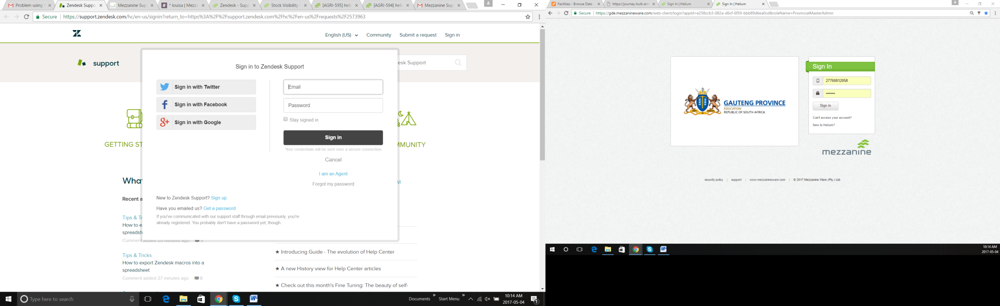 Problem using
Zendesk Suppo
Mezzanine Sup
* louisa | Mezza
Zendesk - Supp
Stock Visibility
[AGRI-595] heli
[AGRI-594] heli
Mezzanine Sup
Secure | https://support.zendesk.com/hc/en-us/signin?return_to=https%3A%2F%2Fsupport.zendesk.com%2Fhc%2Fen-us%2Frequests%2F2573963
English (US)
Community
Submit a request
Sign in
support
esk Support
Sign in to Zendesk Support
Sign in with Twitter
Sign in with Facebook
Sign in with Google
Email
Password
Stay signed in
Sign in
Your credentials will be sent over a secure connection
Cancel
I am an Agent
Forgot my password
New to Zendesk Support? Sign up
Have you emailed us? Get a password
If you've communicated with our support staff through email previously, you're
already registered. You probably don't have a password yet, though.
GETTING ST
MMUNITY
What
All
Recent a
Tips & Tr
How to e
spreadsh
Comment added 20 minutes ago 9
Tips & Tricks
How to export Zendesk macros into a
spreadsheet
Comment added 27 minutes ago 8
★ Introducing Guide - The evolution of Help Center
★ A new History view for Help Center articles
★ Check out this month's Fine Tuning: The beauty of self-
Type here to search
Documents
Start Menu
10:14 AM
2017-05-04
1
Facilities - Browse Data -
https://journey-bulk-env
Sign In | Helium
Sign In | Helium
Secure | https://gde.mezzanineware.com/web-client/login?appId=e258ccb3-082a-d6cf-6f59-bbb89d6ea0cd&roleName=ProvincialMasterAdmin
GAUTENG PROVINCE
EDUCATION
REPUBLIC OF SOUTH AFRICA
Sign In
27760812058
••••••••
Sign in
Can't access your account?
New to Helium?
mezzanine
security policy | support | www.mezzanineware.com | © 2017 Mezzanine Ware (Pty.) Ltd.
10:14 AM
2017-05-04